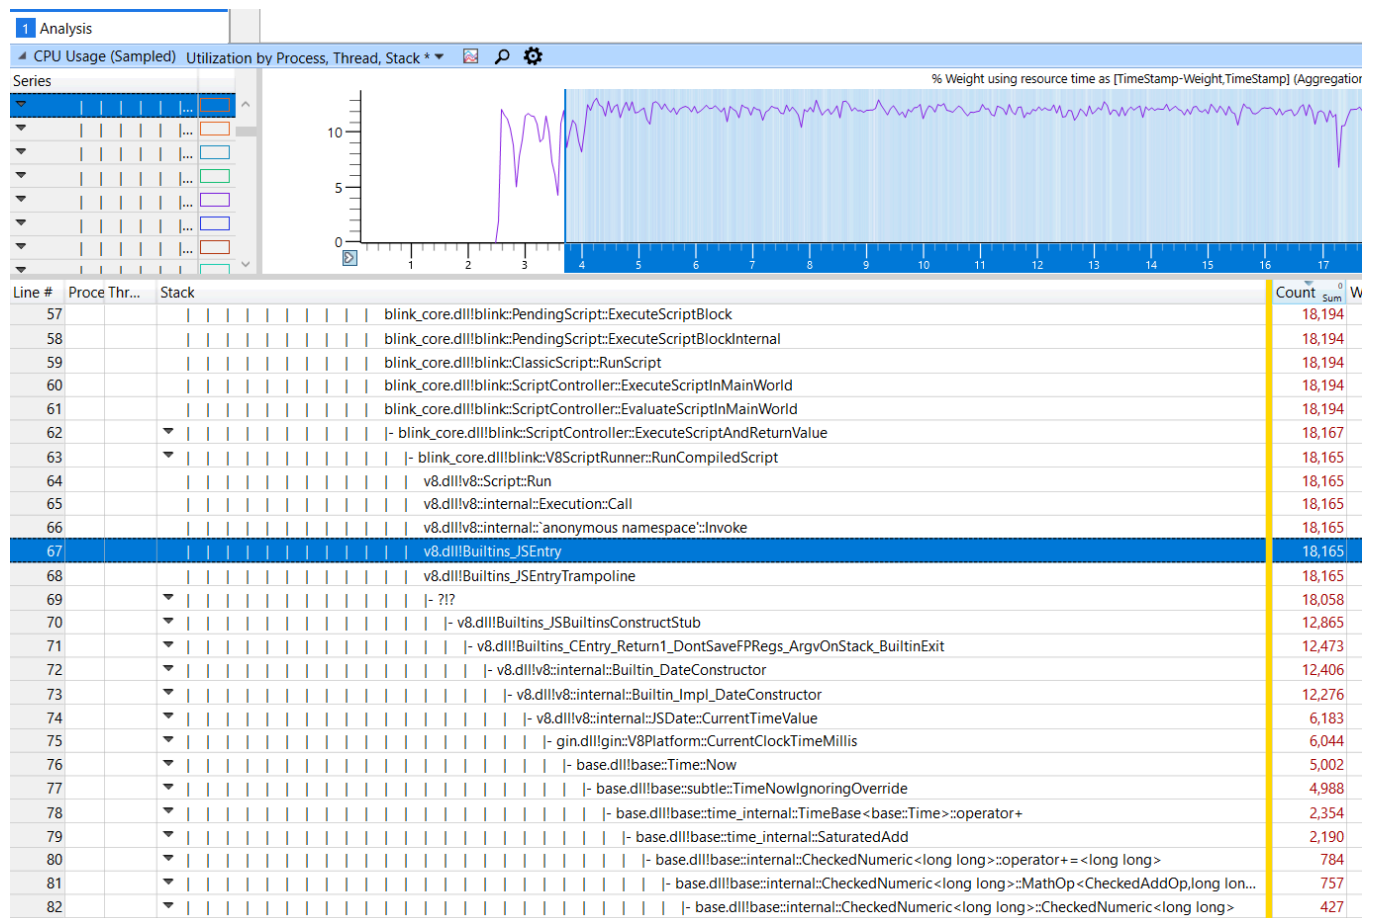 1 Analysis
CPU Usage (Sampled) Utilization by Process, Thread, Stack *
Series
% Weight using resource time as [TimeStamp-Weight,TimeStamp] (Aggregation
...
...
...
...
...
...
...
10
5
0
1 2 3 4 5 6 7 8 9 10 11 12 13 14 15 16 17
Line # Proce Thr... Stack Count 0 Sum W
57 blink_core.dll!blink::PendingScript::ExecuteScriptBlock 18,194
58 blink_core.dll!blink::PendingScript::ExecuteScriptBlockInternal 18,194
59 blink_core.dll!blink::ClassicScript::RunScript 18,194
60 blink_core.dll!blink::ScriptController::ExecuteScriptInMainWorld 18,194
61 blink_core.dll!blink::ScriptController::EvaluateScriptInMainWorld 18,194
62 |- blink_core.dll!blink::ScriptController::ExecuteScriptAndReturnValue 18,167
63 |- blink_core.dll!blink::V8ScriptRunner::RunCompiledScript 18,165
64 v8.dll!v8::Script::Run 18,165
65 v8.dll!v8::internal::Execution::Call 18,165
66 v8.dll!v8::internal::`anonymous namespace'::Invoke 18,165
67 v8.dll!Builtins_JSEntry 18,165
68 v8.dll!Builtins_JSEntryTrampoline 18,165
69 |- ?!? 18,058
70 |- v8.dll!Builtins_JSBuiltinsConstructStub 12,865
71 |- v8.dll!Builtins_CEntry_Return1_DontSaveFPRegs_ArgvOnStack_BuiltinExit 12,473
72 |- v8.dll!v8::internal::Builtin_DateConstructor 12,406
73 |- v8.dll!v8::internal::Builtin_Impl_DateConstructor 12,276
74 |- v8.dll!v8::internal::JSDate::CurrentTimeValue 6,183
75 |- gin.dll!gin::V8Platform::CurrentClockTimeMillis 6,044
76 |- base.dll!base::Time::Now 5,002
77 |- base.dll!base::subtle::TimeNowIgnoringOverride 4,988
78 |- base.dll!base::time_internal::TimeBase<base::Time>::operator+ 2,354
79 |- base.dll!base::time_internal::SaturatedAdd 2,190
80 |- base.dll!base::internal::CheckedNumeric<long long>::operator+=<long long> 784
81 |- base.dll!base::internal::CheckedNumeric<long long>::MathOp<CheckedAddOp,long lon... 757
82 |- base.dll!base::internal::CheckedNumeric<long long>::CheckedNumeric<long long> 427